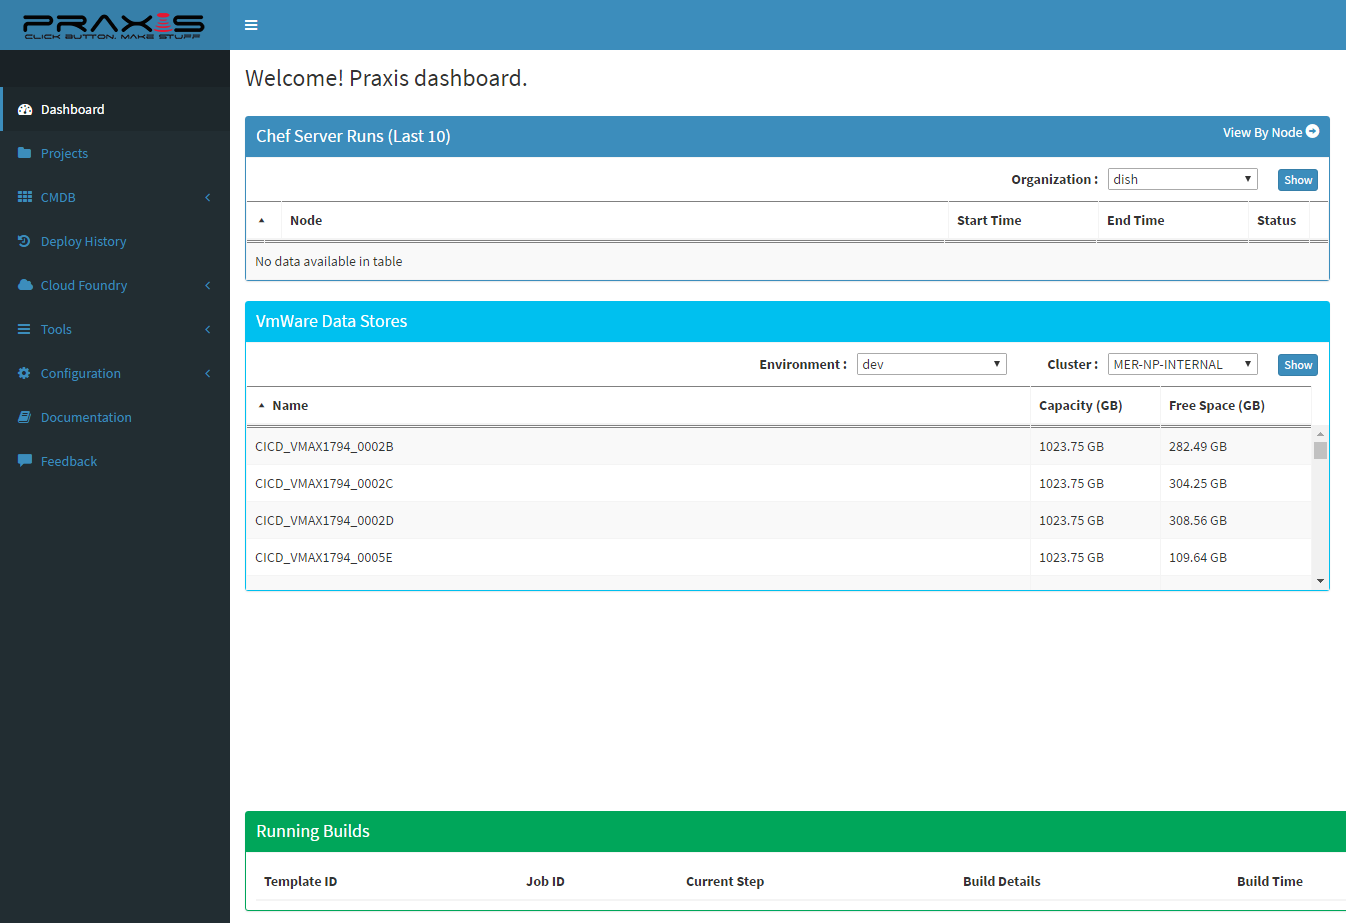 PRAXIS
CLICK BUTTON. MAKE STUFF
Dashboard
Projects
CMDB
Deploy History
Cloud Foundry
Tools
Configuration
Documentation
Feedback
Welcome! Praxis dashboard.
Chef Server Runs (Last 10) View By Node
Organization : dish Show
Node Start Time End Time Status
No data available in table
VmWare Data Stores
Environment : dev Cluster : MER-NP-INTERNAL Show
Name Capacity (GB) Free Space (GB)
CICD_VMAX1794_0002B 1023.75 GB 282.49 GB
CICD_VMAX1794_0002C 1023.75 GB 304.25 GB
CICD_VMAX1794_0002D 1023.75 GB 308.56 GB
CICD_VMAX1794_0005E 1023.75 GB 109.64 GB
Running Builds
Template ID Job ID Current Step Build Details Build Time